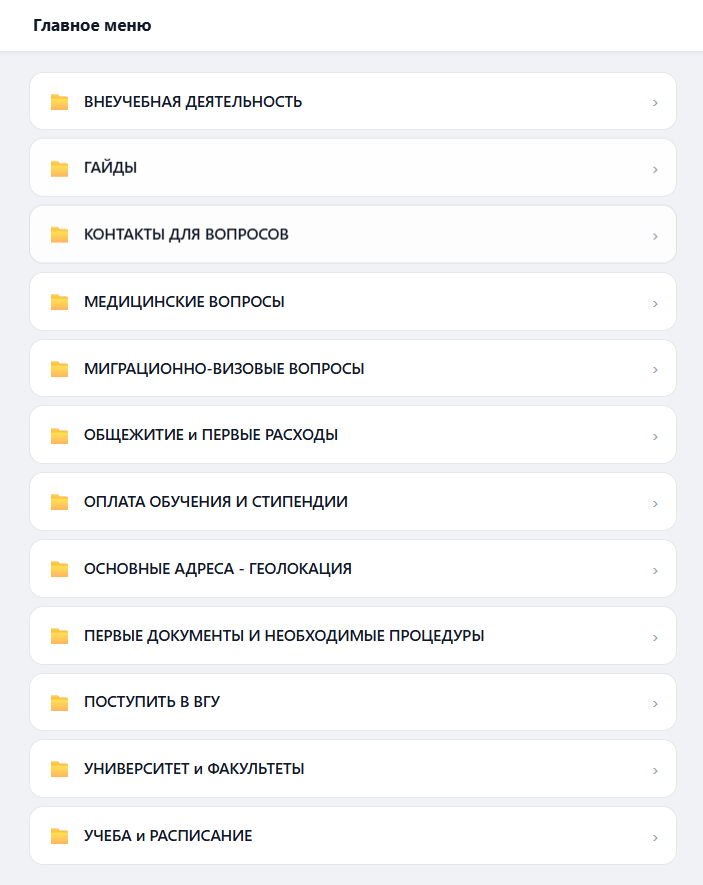 Главное меню
ВНЕУЧЕБНАЯ ДЕЯТЕЛЬНОСТЬ
ГАЙДЫ
КОНТАКТЫ ДЛЯ ВОПРОСОВ
МЕДИЦИНСКИЕ ВОПРОСЫ
МИГРАЦИОННО-ВИЗОВЫЕ ВОПРОСЫ
ОБЩЕЖИТИЕ и ПЕРВЫЕ РАСХОДЫ
ОПЛАТА ОБУЧЕНИЯ И СТИПЕНДИИ
ОСНОВНЫЕ АДРЕСА - ГЕОЛОКАЦИЯ
ПЕРВЫЕ ДОКУМЕНТЫ И НЕОБХОДИМЫЕ ПРОЦЕДУРЫ
ПОСТУПИТЬ В ВГУ
УНИВЕРСИТЕТ и ФАКУЛЬТЕТЫ
УЧЕБА и РАСПИСАНИЕ